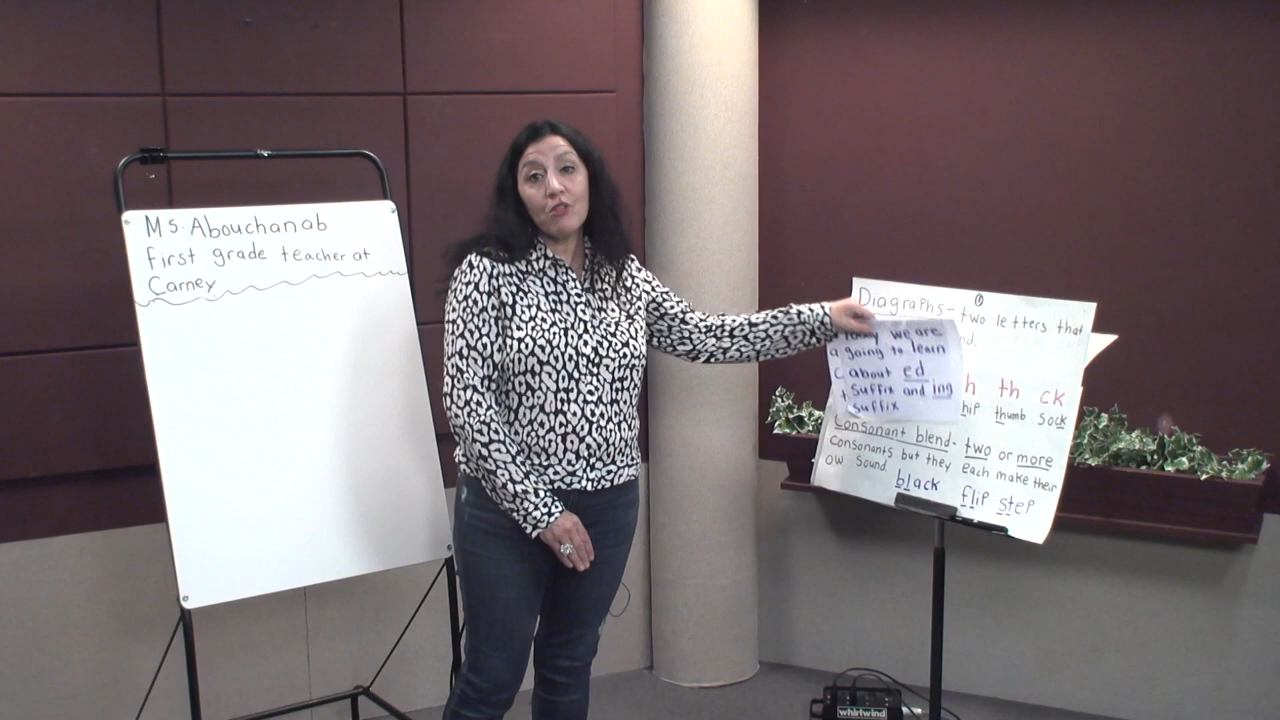 Ms. Abouchanab
First grade teacher at
Carney
Diagraphs - two letters that
nd.
Today we are
a going to learn
C about ed
t suffix and ing
suffix
h th ck
hip thumb sock
Consonant blend - two or more
consonants but they each make their
ow sound.
black flip step
whirlwind